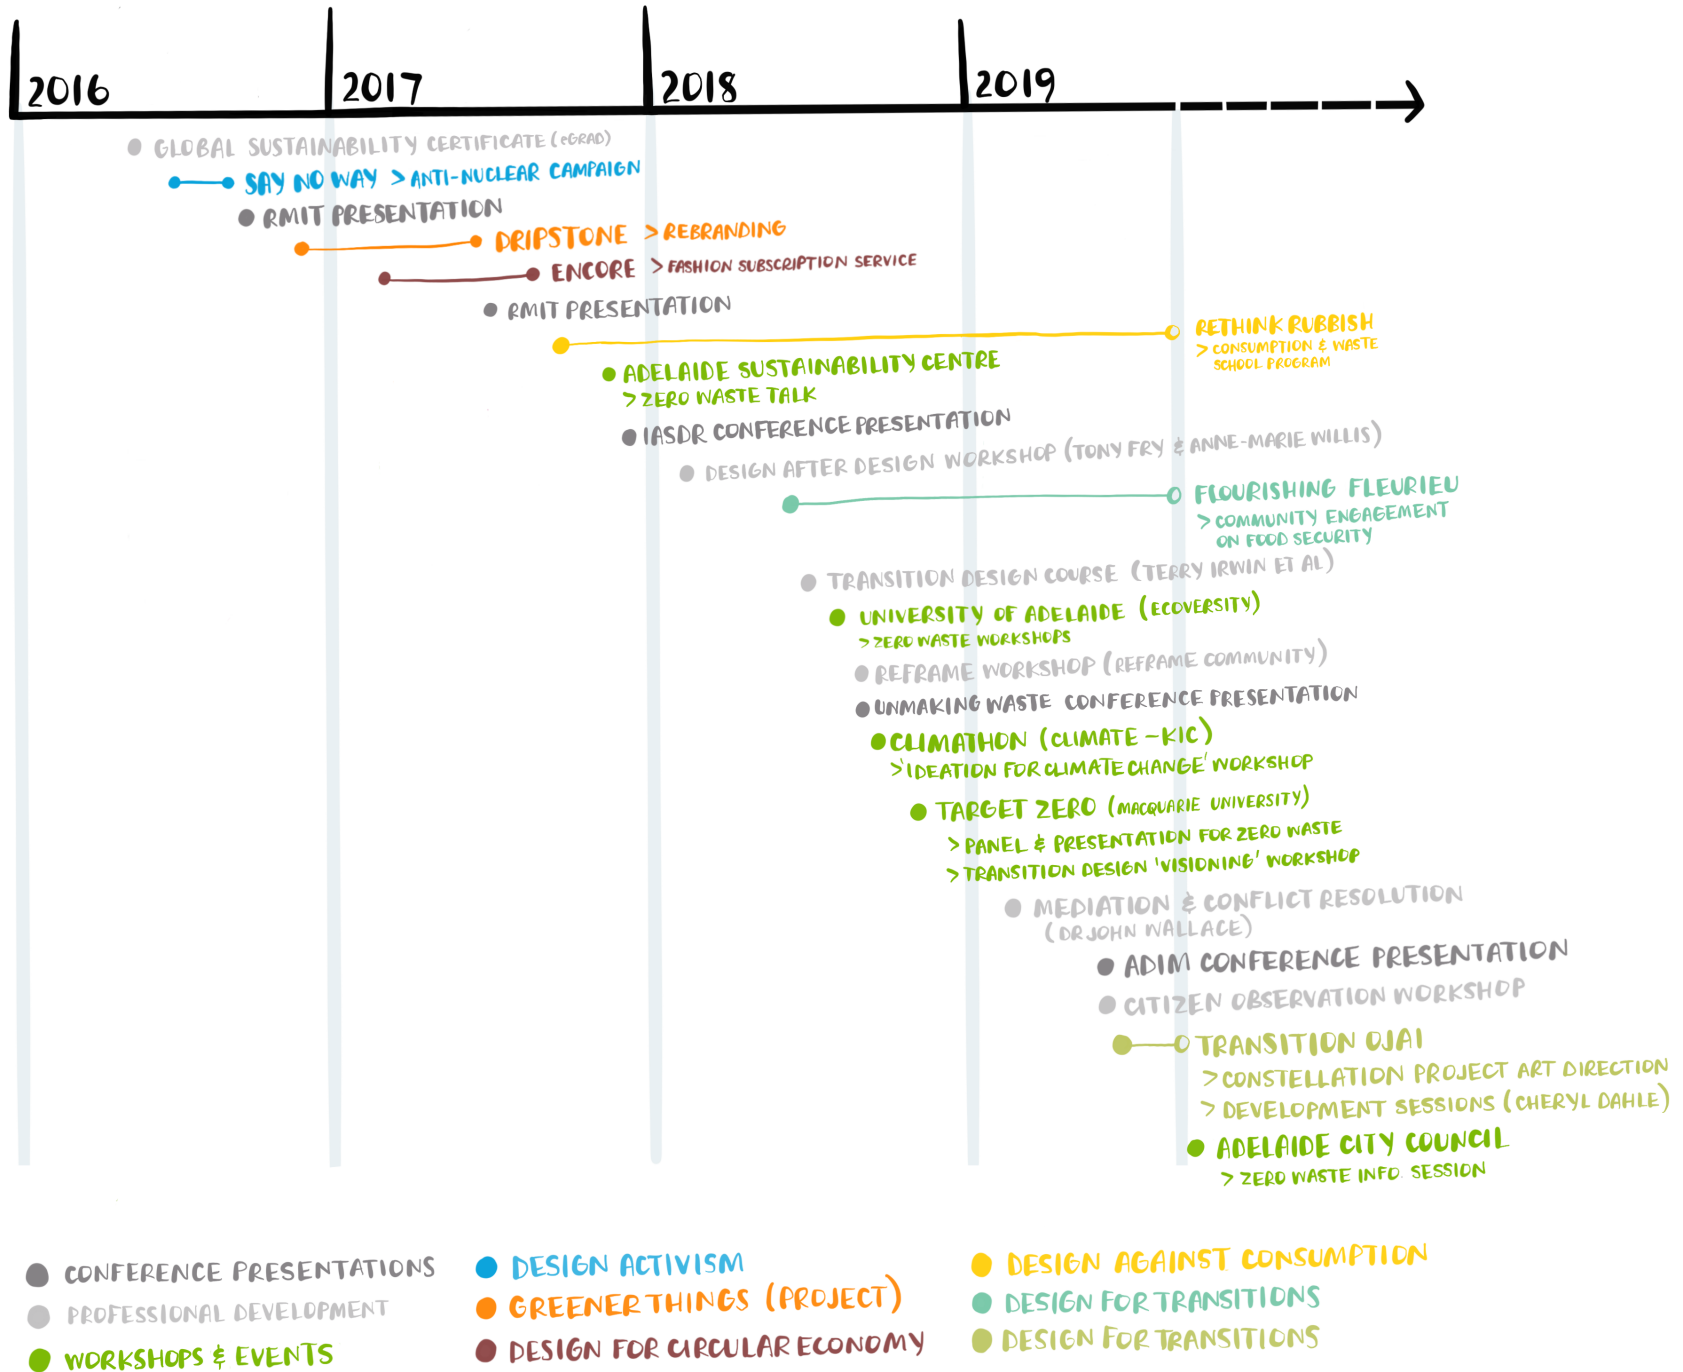 2016
2017
2018
2019
GLOBAL SUSTAINABILITY CERTIFICATE (eGRAD)
SAY NO WAY > ANTI-NUCLEAR CAMPAIGN
RMIT PRESENTATION
DRIPSTONE > REBRANDING
ENCORE > FASHION SUBSCRIPTION SERVICE
RMIT PRESENTATION
RETHINK RUBBISH
> CONSUMPTION & WASTE
SCHOOL PROGRAM
ADELAIDE SUSTAINABILITY CENTRE
> ZERO WASTE TALK
IASDR CONFERENCE PRESENTATION
DESIGN AFTER DESIGN WORKSHOP (TONY FRY & ANNE-MARIE WILLIS)
FLOURISHING FLEURIEU
> COMMUNITY ENGAGEMENT
ON FOOD SECURITY
TRANSITION DESIGN COURSE (TERRY IRWIN ET AL)
UNIVERSITY OF ADELAIDE (ECOVERSITY)
> ZERO WASTE WORKSHOPS
REFRAME WORKSHOP (REFRAME COMMUNITY)
UNMAKING WASTE CONFERENCE PRESENTATION
CLIMATHON (CLIMATE-KIC)
> 'IDEATION FOR CLIMATE CHANGE' WORKSHOP
TARGET ZERO (MACQUARIE UNIVERSITY)
> PANEL & PRESENTATION FOR ZERO WASTE
> TRANSITION DESIGN 'VISIONING' WORKSHOP
MEDIATION & CONFLICT RESOLUTION
(DR JOHN WALLACE)
ADIM CONFERENCE PRESENTATION
CITIZEN OBSERVATION WORKSHOP
TRANSITION OJAI
> CONSTELLATION PROJECT ART DIRECTION
> DEVELOPMENT SESSIONS (CHERYL DAHLE)
ADELAIDE CITY COUNCIL
> ZERO WASTE INFO. SESSION
CONFERENCE PRESENTATIONS
PROFESSIONAL DEVELOPMENT
WORKSHOPS & EVENTS
DESIGN ACTIVISM
GREENER THINGS (PROJECT)
DESIGN FOR CIRCULAR ECONOMY
DESIGN AGAINST CONSUMPTION
DESIGN FOR TRANSITIONS
DESIGN FOR TRANSITIONS